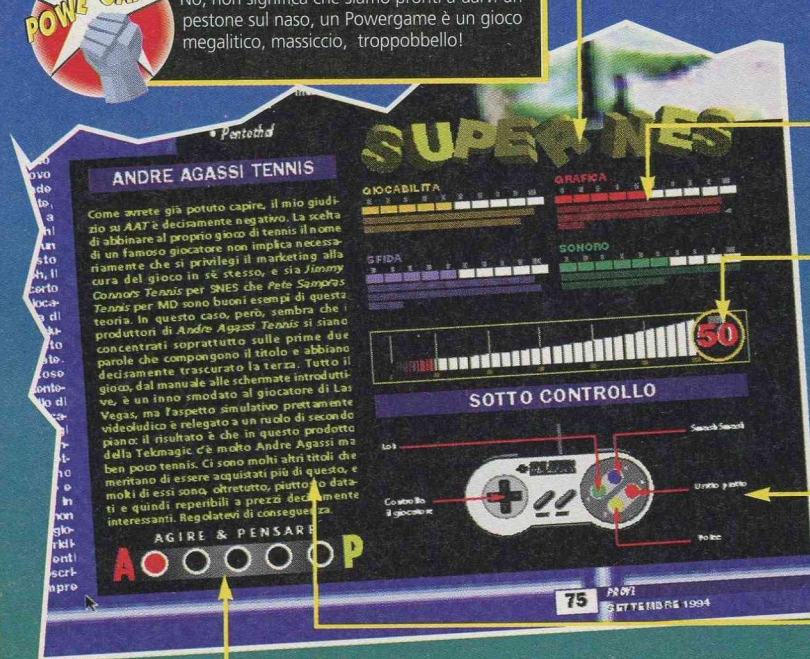 POWE
No, non significa che siamo pronti a darvi un
pestone sul naso, un Powergame è un gioco
megalitico, massiccio, troppobbello!
• Pentothal
SUPER NES
ANDRE AGASSI TENNIS
Come avrete già potuto capire, il mio giudi-
zio su AAT è decisamente negativo. La scelta
di abbinare al proprio gioco di tennis il nome
di un famoso giocatore non implica necessa-
riamente che si privilegi il marketing alla
cura del gioco in sè stesso, e sia Jimmy
Connors Tennis per SNES che Pete Sampras
Tennis per MD sono buoni esempi di questa
teoria. In questo caso, però, sembra che i
produttori di Andre Agassi Tennis si siano
concentrati soprattutto sulle prime due
parole che compongono il titolo e abbiano
decisamente trascurato la terza. Tutto il
gioco, dal manuale alle schermate introdutti-
ve, è un inno smodato al giocatore di Las
Vegas, ma l'aspetto simulativo prettamente
videoludico è relegato a un ruolo di secondo
piano: il risultato è che in questo prodotto
della Tekmagic c'è molto Andre Agassi ma
ben poco tennis. Ci sono molti altri titoli che
meritano di essere acquistati più di questo, e
molti di essi sono, oltretutto, piuttosto data-
ti e quindi reperibili a prezzi decisamente
interessanti. Regolatevi di conseguenza.
AGIRE & PENSARE
A P
GIOCABILITA
GRAFICA
SFIDA
SONORO
50
SOTTO CONTROLLO
Lob
Smash Smash
Controlla
il giocatore
Un tiro piatto
75 PROVE
SETTEMBRE 1994